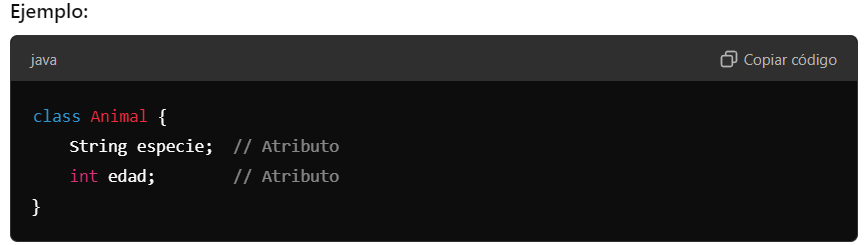 Ejemplo:
java
Copiar código
class Animal {
    String especie;  // Atributo
    int edad;        // Atributo
}